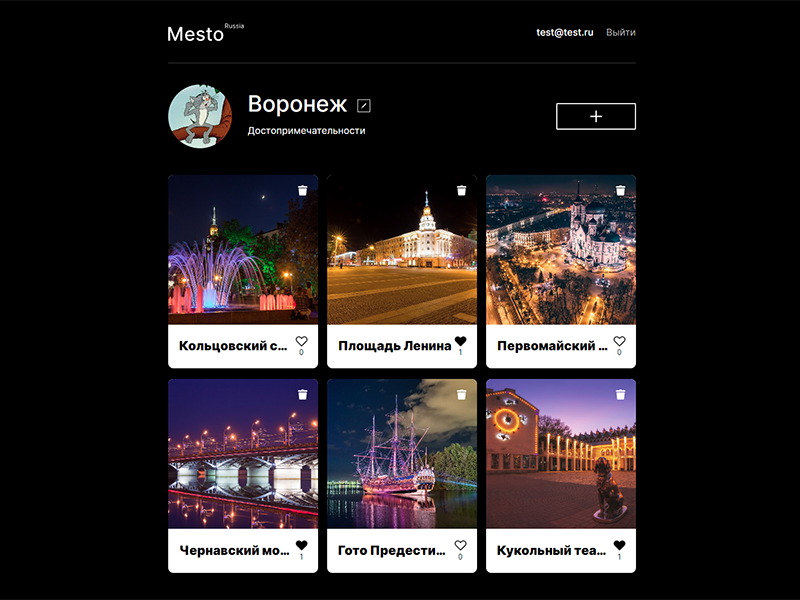 Mesto Russia
test@test.ru Выйти
Воронеж
Достопримечательности
Кольцовский с...
0
Площадь Ленина
1
Первомайский ...
0
Чернавский мо...
1
Гото Предести...
0
Кукольный теа...
1